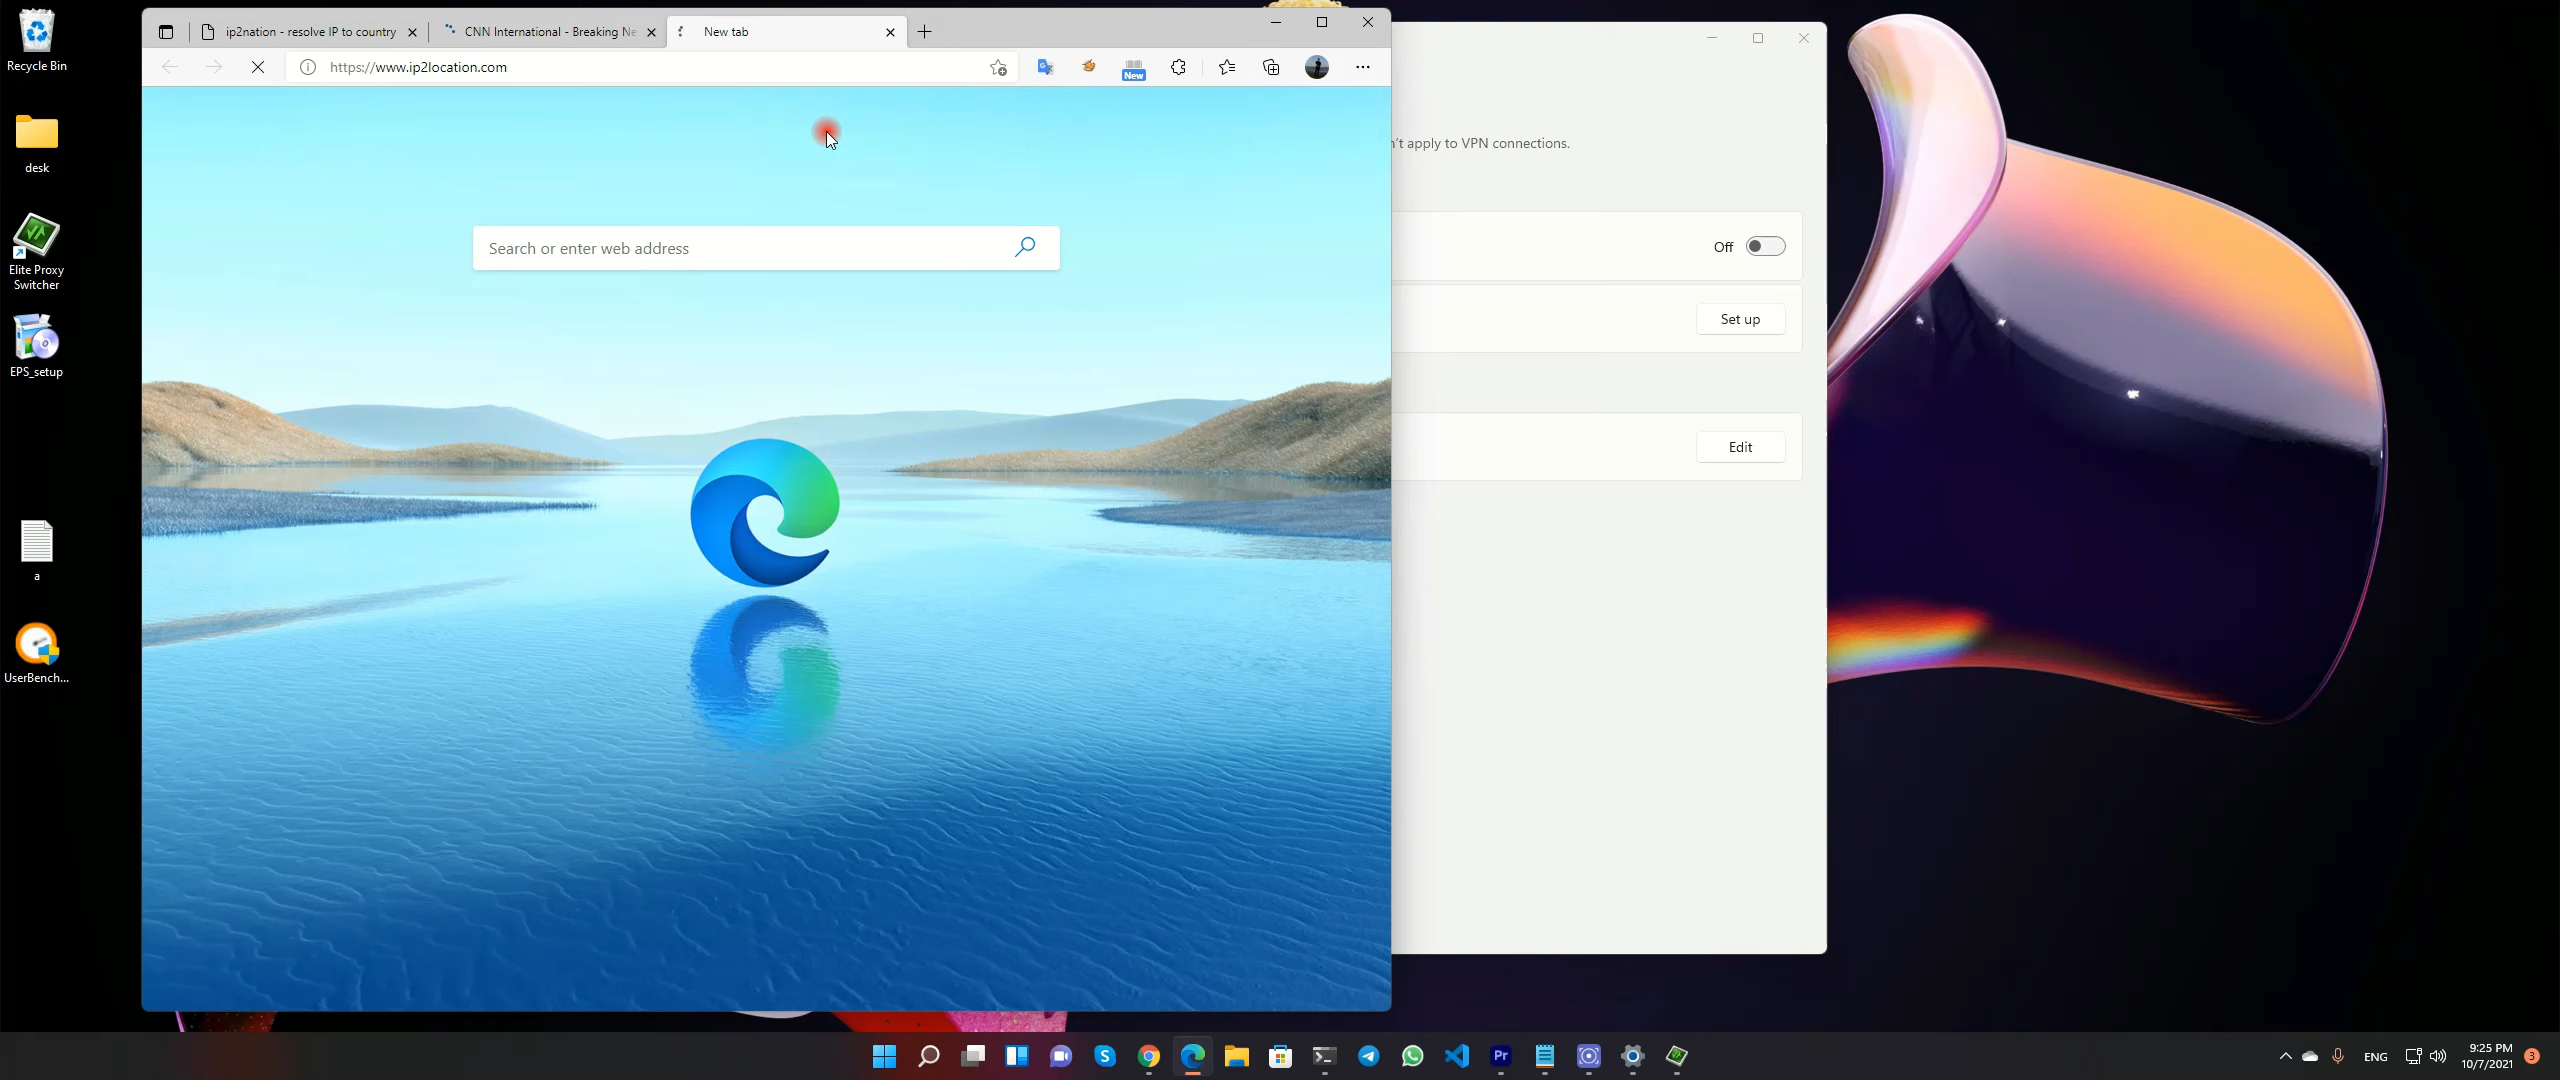 Recycle Bin
desk
Elite Proxy
Switcher
EPS_setup
a
UserBench...
ip2nation - resolve IP to country
CNN International - Breaking Ne
New tab
https://www.ip2location.com
New
Search or enter web address
n't apply to VPN connections.
Off
Set up
Edit
Pr
ENG
9:25 PM
10/7/2021
3